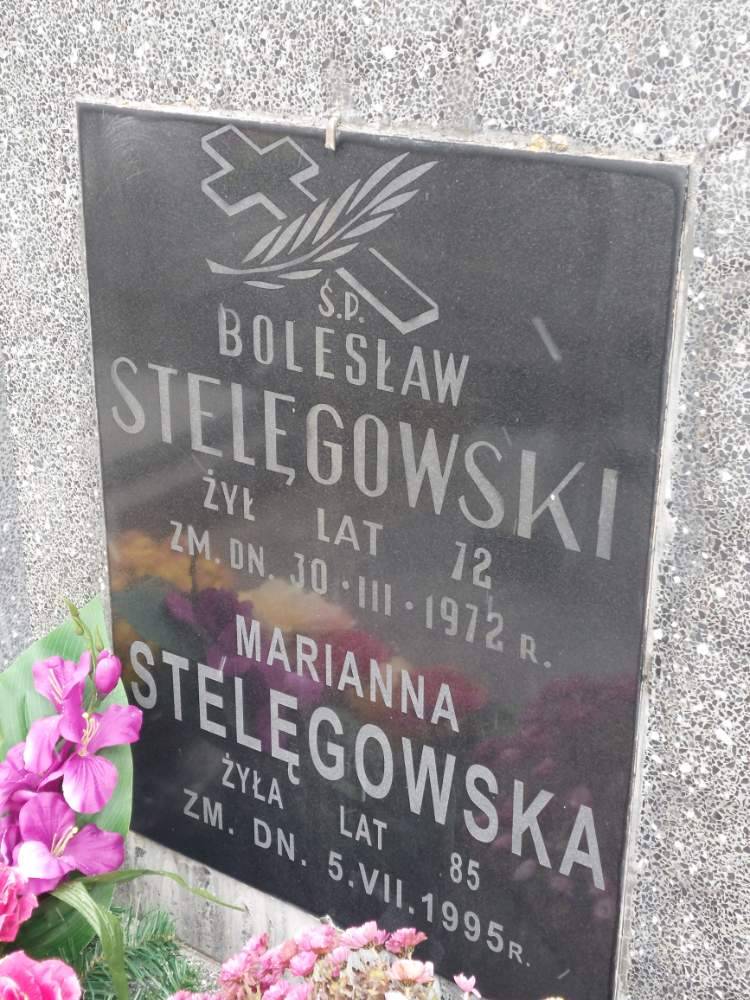 Ś.P.
BOLESŁAW
STELĘGOWSKI
ŻYŁ LAT 72
ZM. DN. 30·III·1972 R.
MARIANNA
STELĘGOWSKA
ŻYŁA LAT 85
ZM. DN. 5.VII.1995R.